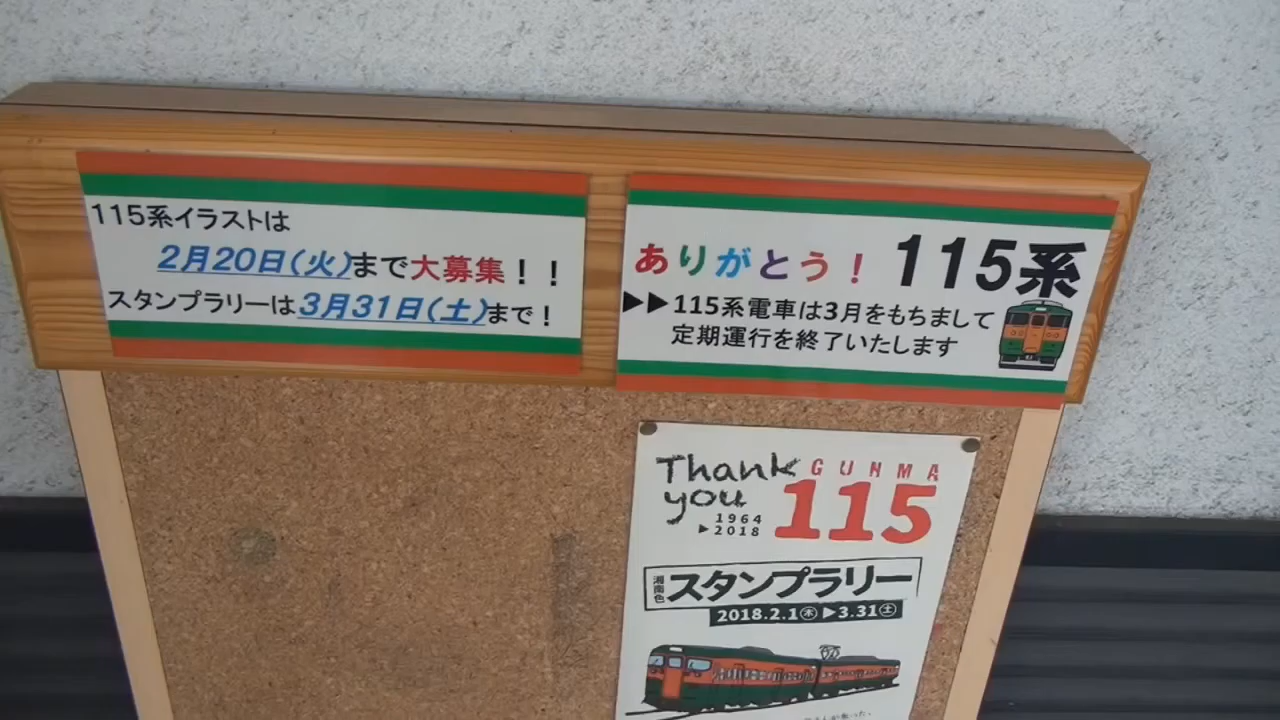 115系イラストは
2月20日(火)まで大募集！！
スタンプラリーは3月31日(土)まで！
ありがとう！ 115系
▶▶115系電車は3月をもちまして
定期運行を終了いたします
Thank you
GUNMA
115
1964
▶2018
湘南色
スタンプラリー
2018.2.1㊍▶3.31㊏